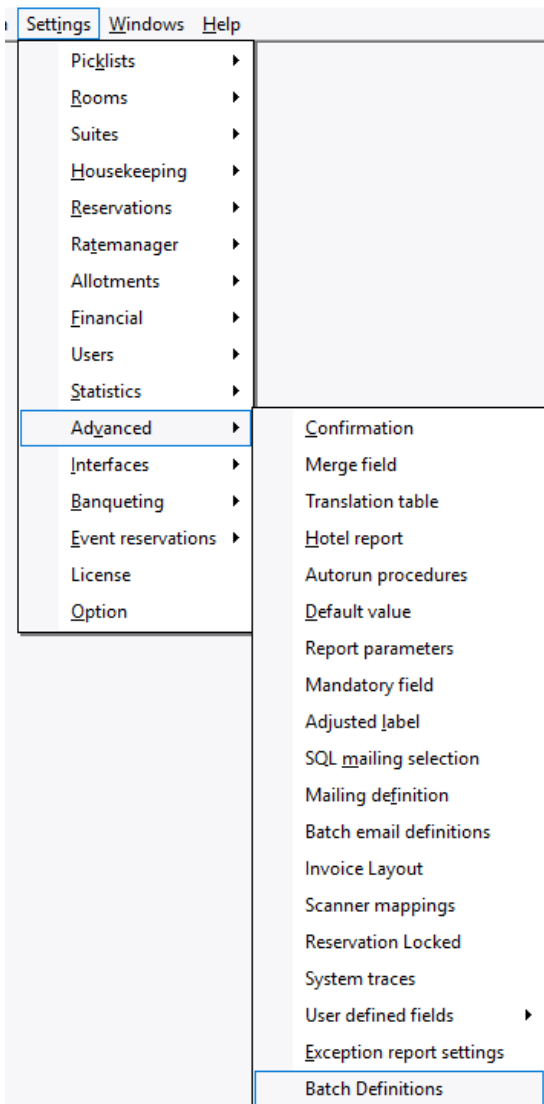 Settings Windows Help
Picklists
Rooms
Suites
Housekeeping
Reservations
Ratemanager
Allotments
Financial
Users
Statistics
Advanced
Interfaces
Banqueting
Event reservations
License
Option
Confirmation
Merge field
Translation table
Hotel report
Autorun procedures
Default value
Report parameters
Mandatory field
Adjusted label
SQL mailing selection
Mailing definition
Batch email definitions
Invoice Layout
Scanner mappings
Reservation Locked
System traces
User defined fields
Exception report settings
Batch Definitions